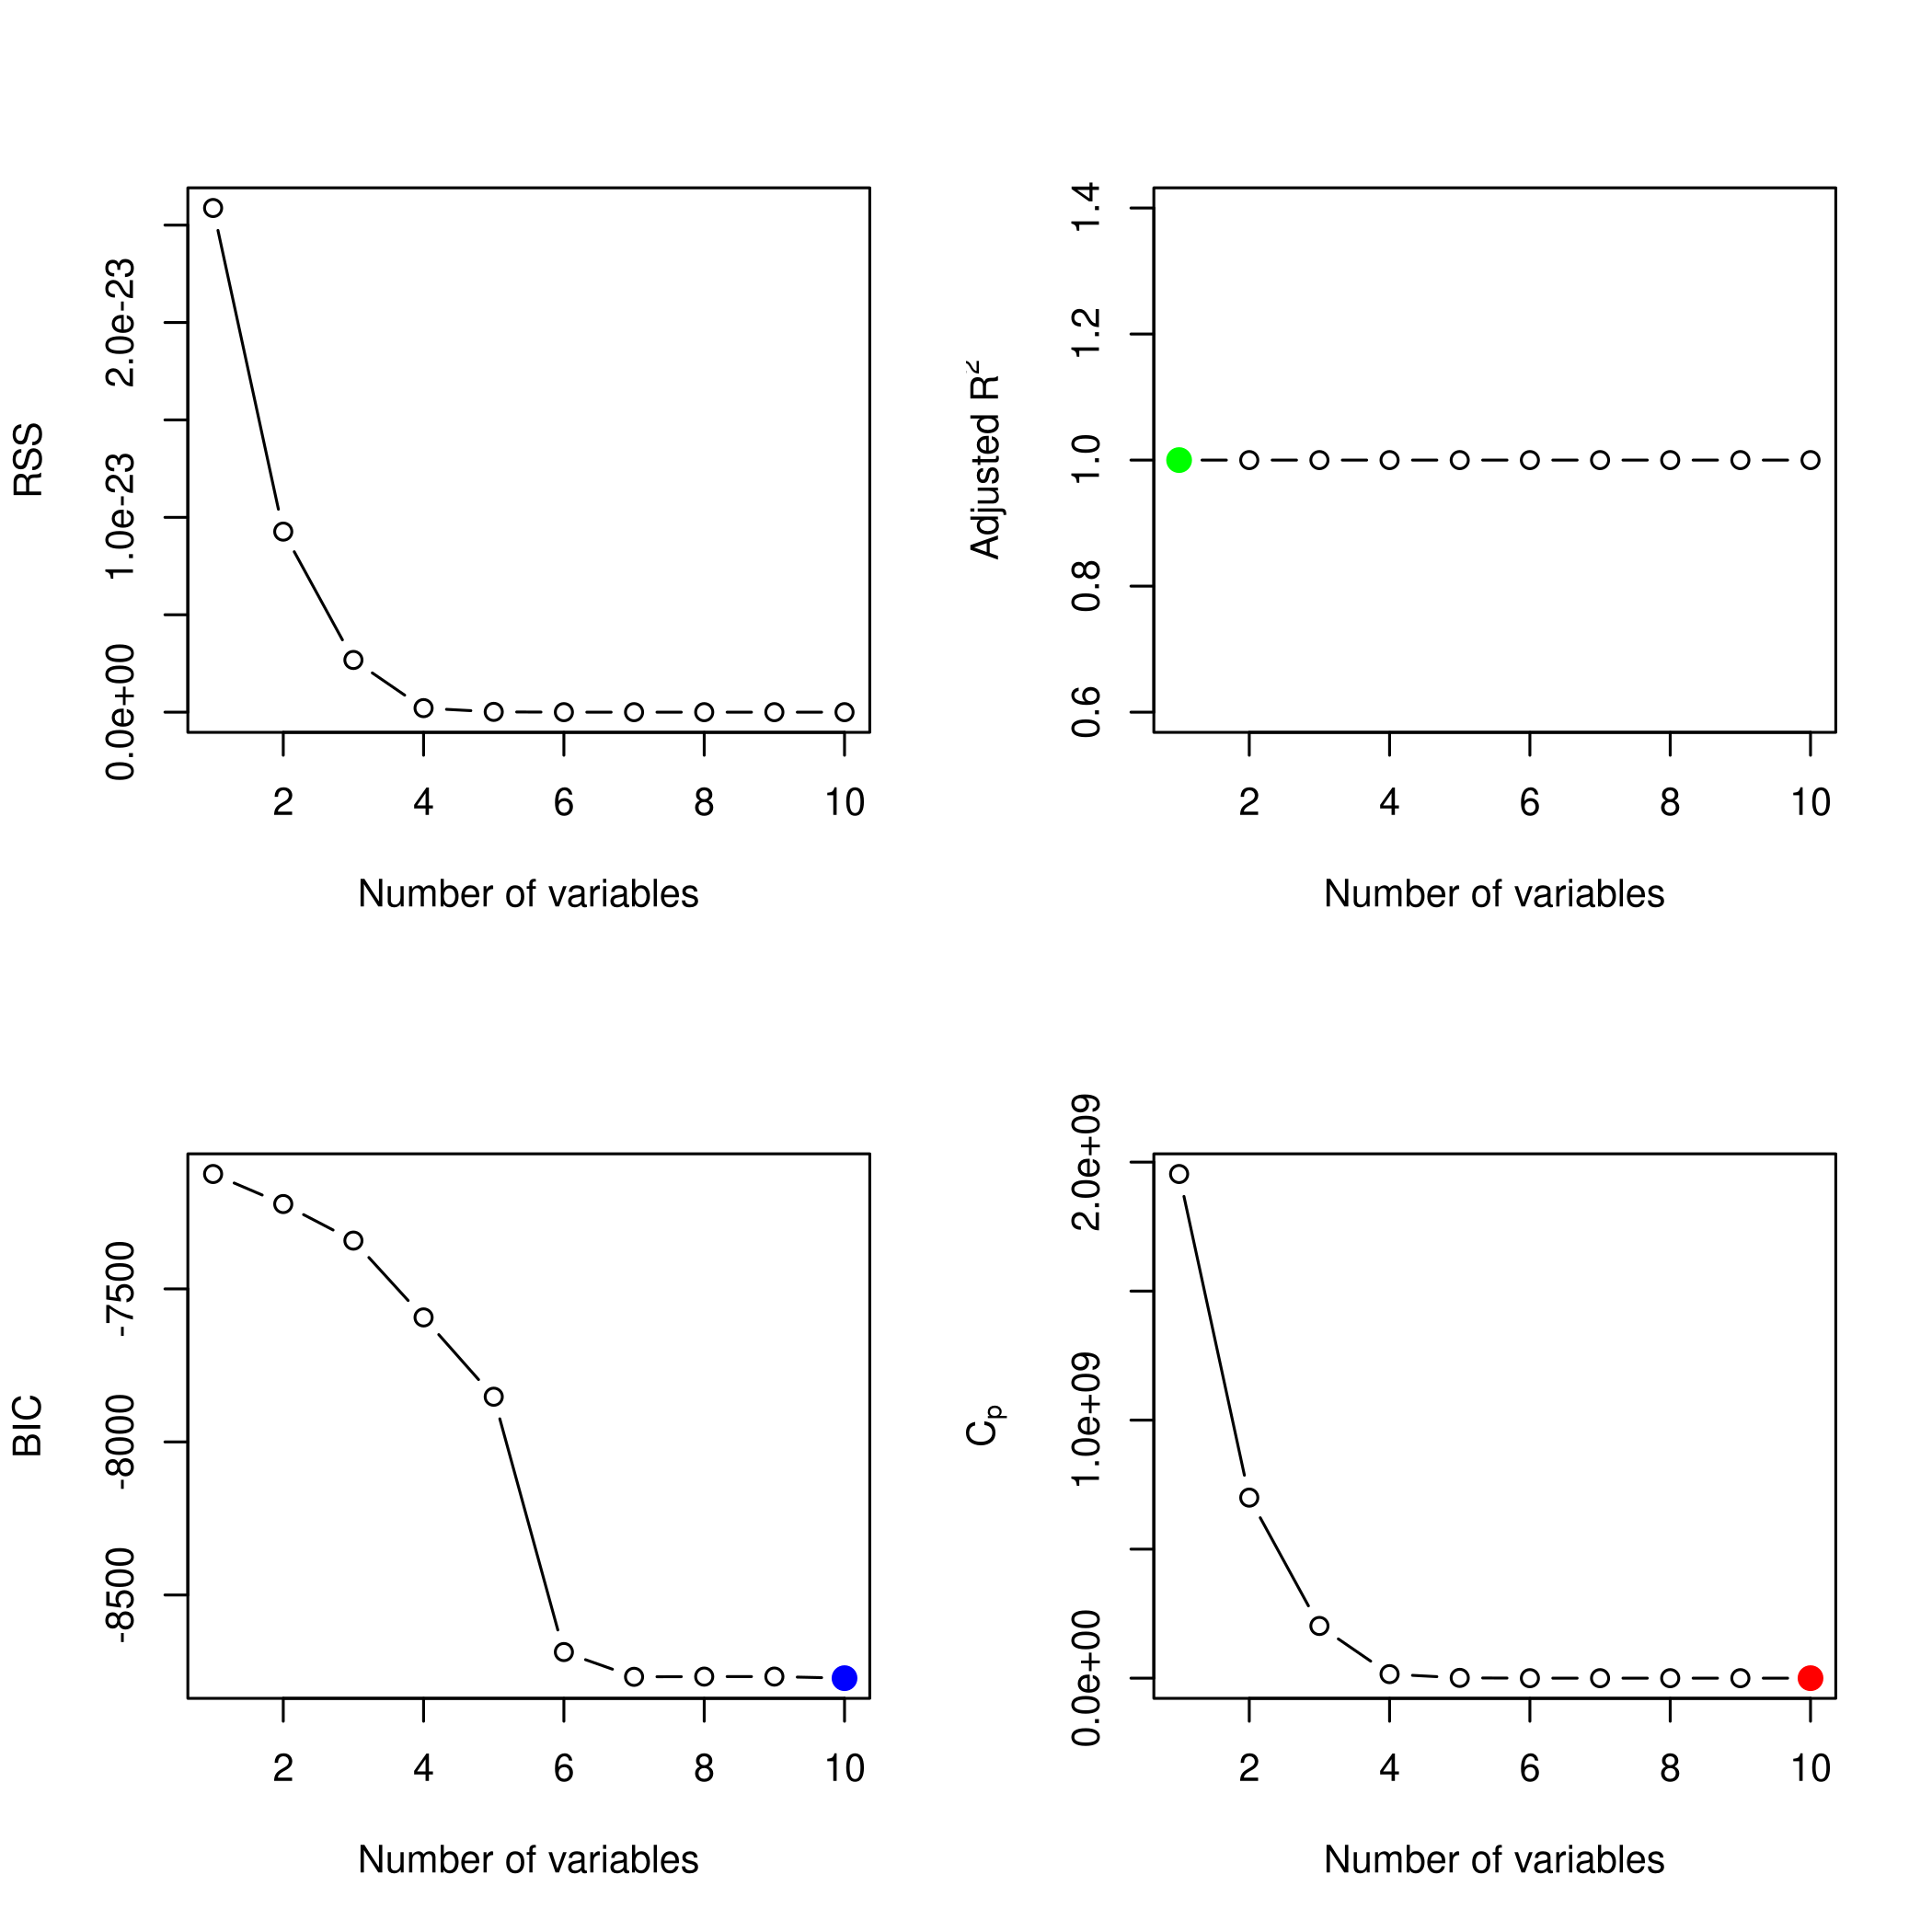 RSS
0.0e+00 1.0e-23 2.0e-23
2 4 6 8 10
Number of variables
Adjusted R²
0.6 0.8 1.0 1.2 1.4
2 4 6 8 10
Number of variables
BIC
-8500 -8000 -7500
2 4 6 8 10
Number of variables
Cp
0.0e+00 1.0e+09 2.0e+09
2 4 6 8 10
Number of variables